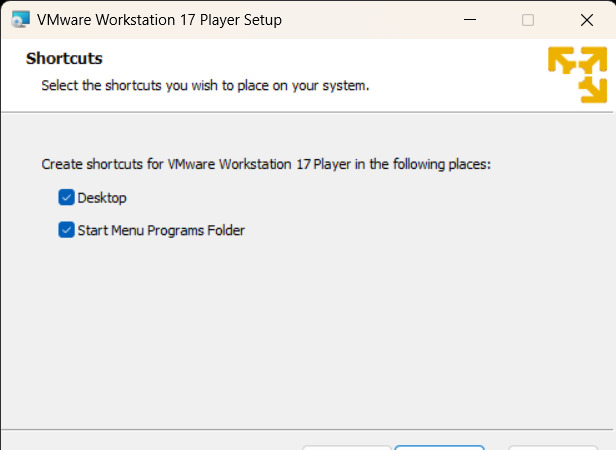 VMware Workstation 17 Player Setup
Shortcuts
Select the shortcuts you wish to place on your system.
Create shortcuts for VMware Workstation 17 Player in the following places:
Desktop
Start Menu Programs Folder